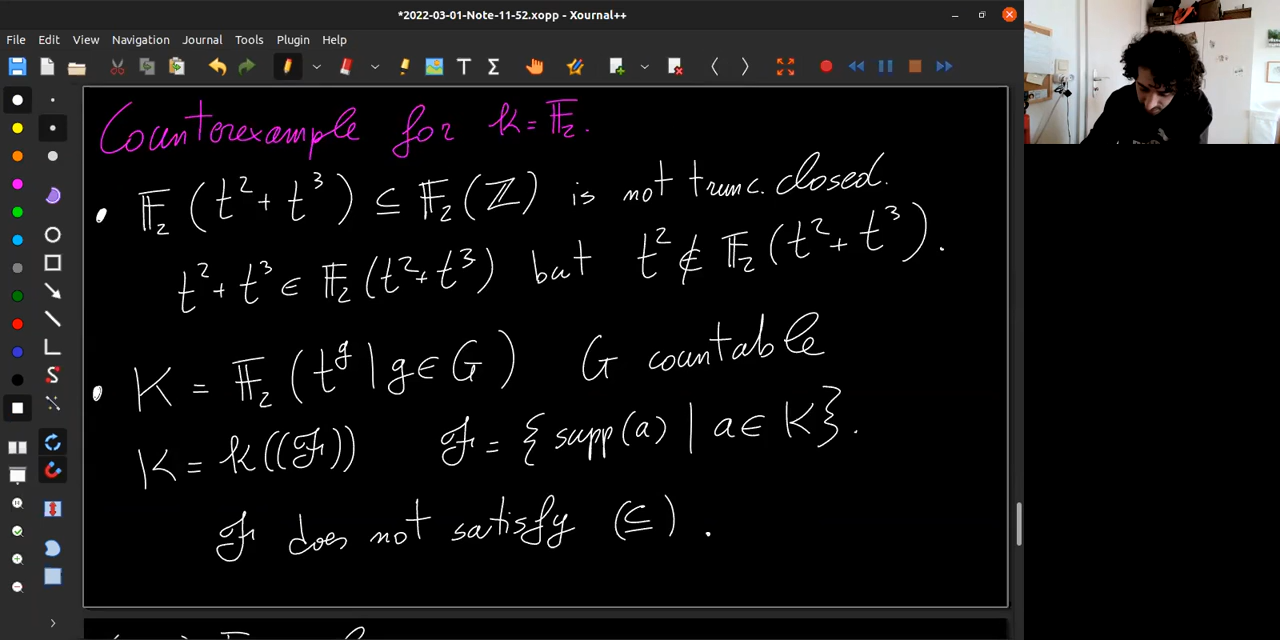 *2022-03-01-Note-11-52.xopp - Xournal++
File Edit View Navigation Journal Tools Plugin Help
Counterexample for k = 𝔽₂.
• 𝔽₂(t² + t³) ⊆ 𝔽₂(ℤ) is not trunc. closed.
t² + t³ ∈ 𝔽₂(t² + t³) but t² ∉ 𝔽₂(t² + t³).
• K = 𝔽₂(t^g | g ∈ G) G countable
K = k((ℱ)) ℱ = {supp(a) | a ∈ K}.
ℱ does not satisfy (⊆).